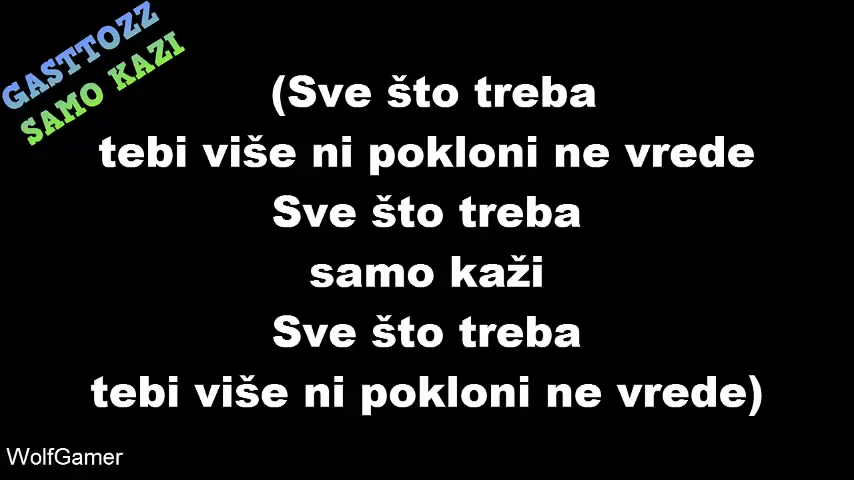 GASTTOZZ
SAMO KAZI
(Sve što treba
tebi više ni pokloni ne vrede
Sve što treba
samo kaži
Sve što treba
tebi više ni pokloni ne vrede)
WolfGamer